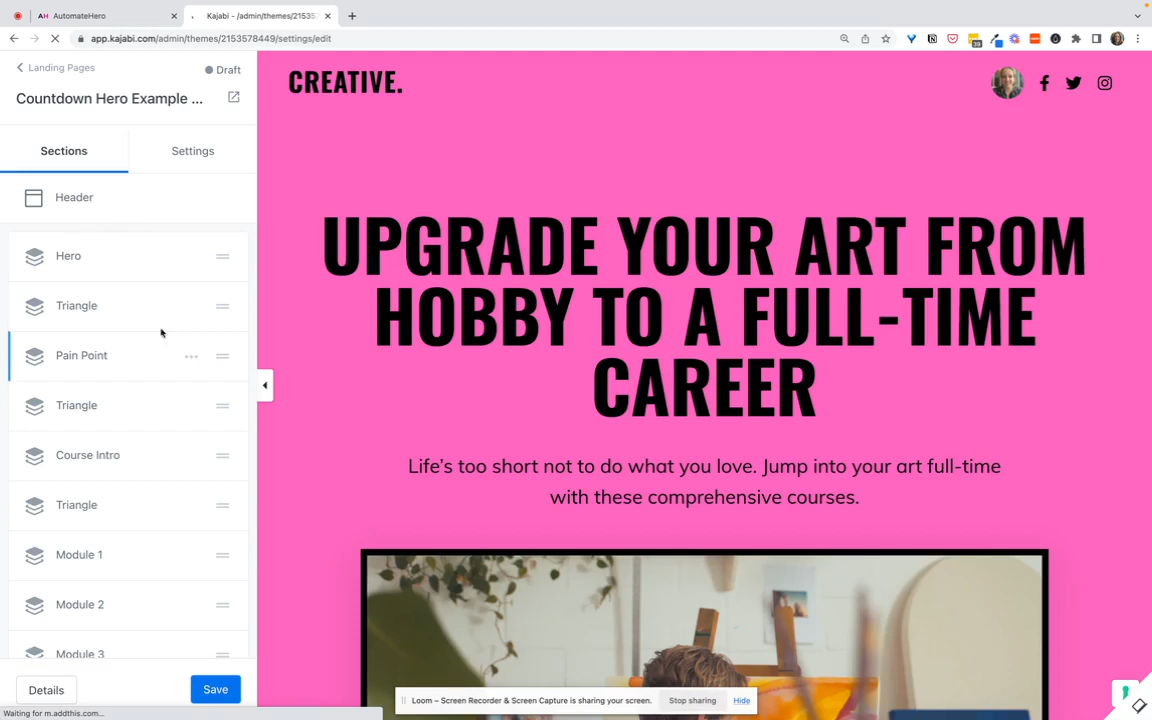 AutomateHero
Kajabi - /admin/themes/21535
app.kajabi.com/admin/themes/2153578449/settings/edit
Landing Pages
Draft
Countdown Hero Example ...
Sections
Settings
Header
Hero
Triangle
Pain Point
Triangle
Course Intro
Triangle
Module 1
Module 2
Module 3
Details
Save
Waiting for m.addthis.com...
CREATIVE.
UPGRADE YOUR ART FROM
HOBBY TO A FULL-TIME
CAREER
Life's too short not to do what you love. Jump into your art full-time
with these comprehensive courses.
Loom – Screen Recorder & Screen Capture is sharing your screen.
Stop sharing
Hide